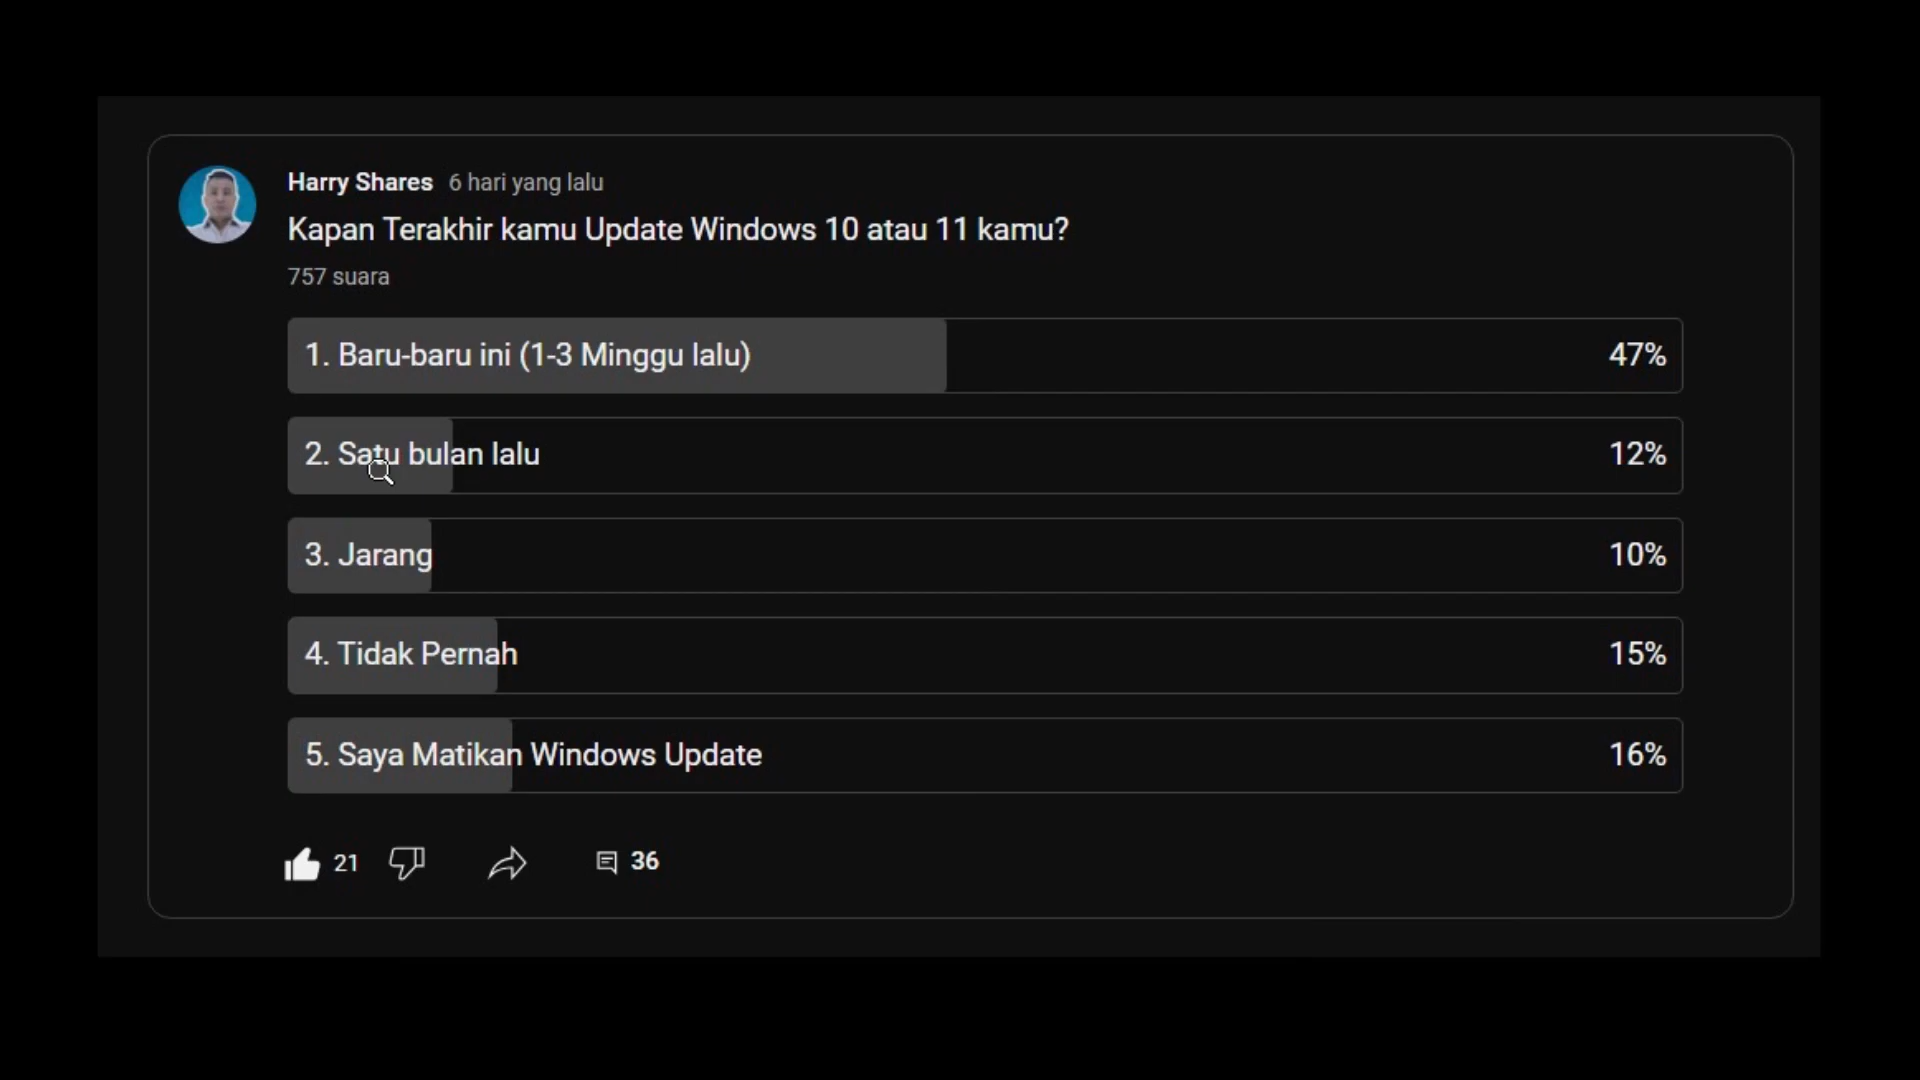 Harry Shares 6 hari yang lalu
Kapan Terakhir kamu Update Windows 10 atau 11 kamu?
757 suara
1. Baru-baru ini (1-3 Minggu lalu) 47%
2. Satu bulan lalu 12%
3. Jarang 10%
4. Tidak Pernah 15%
5. Saya Matikan Windows Update 16%
21 36